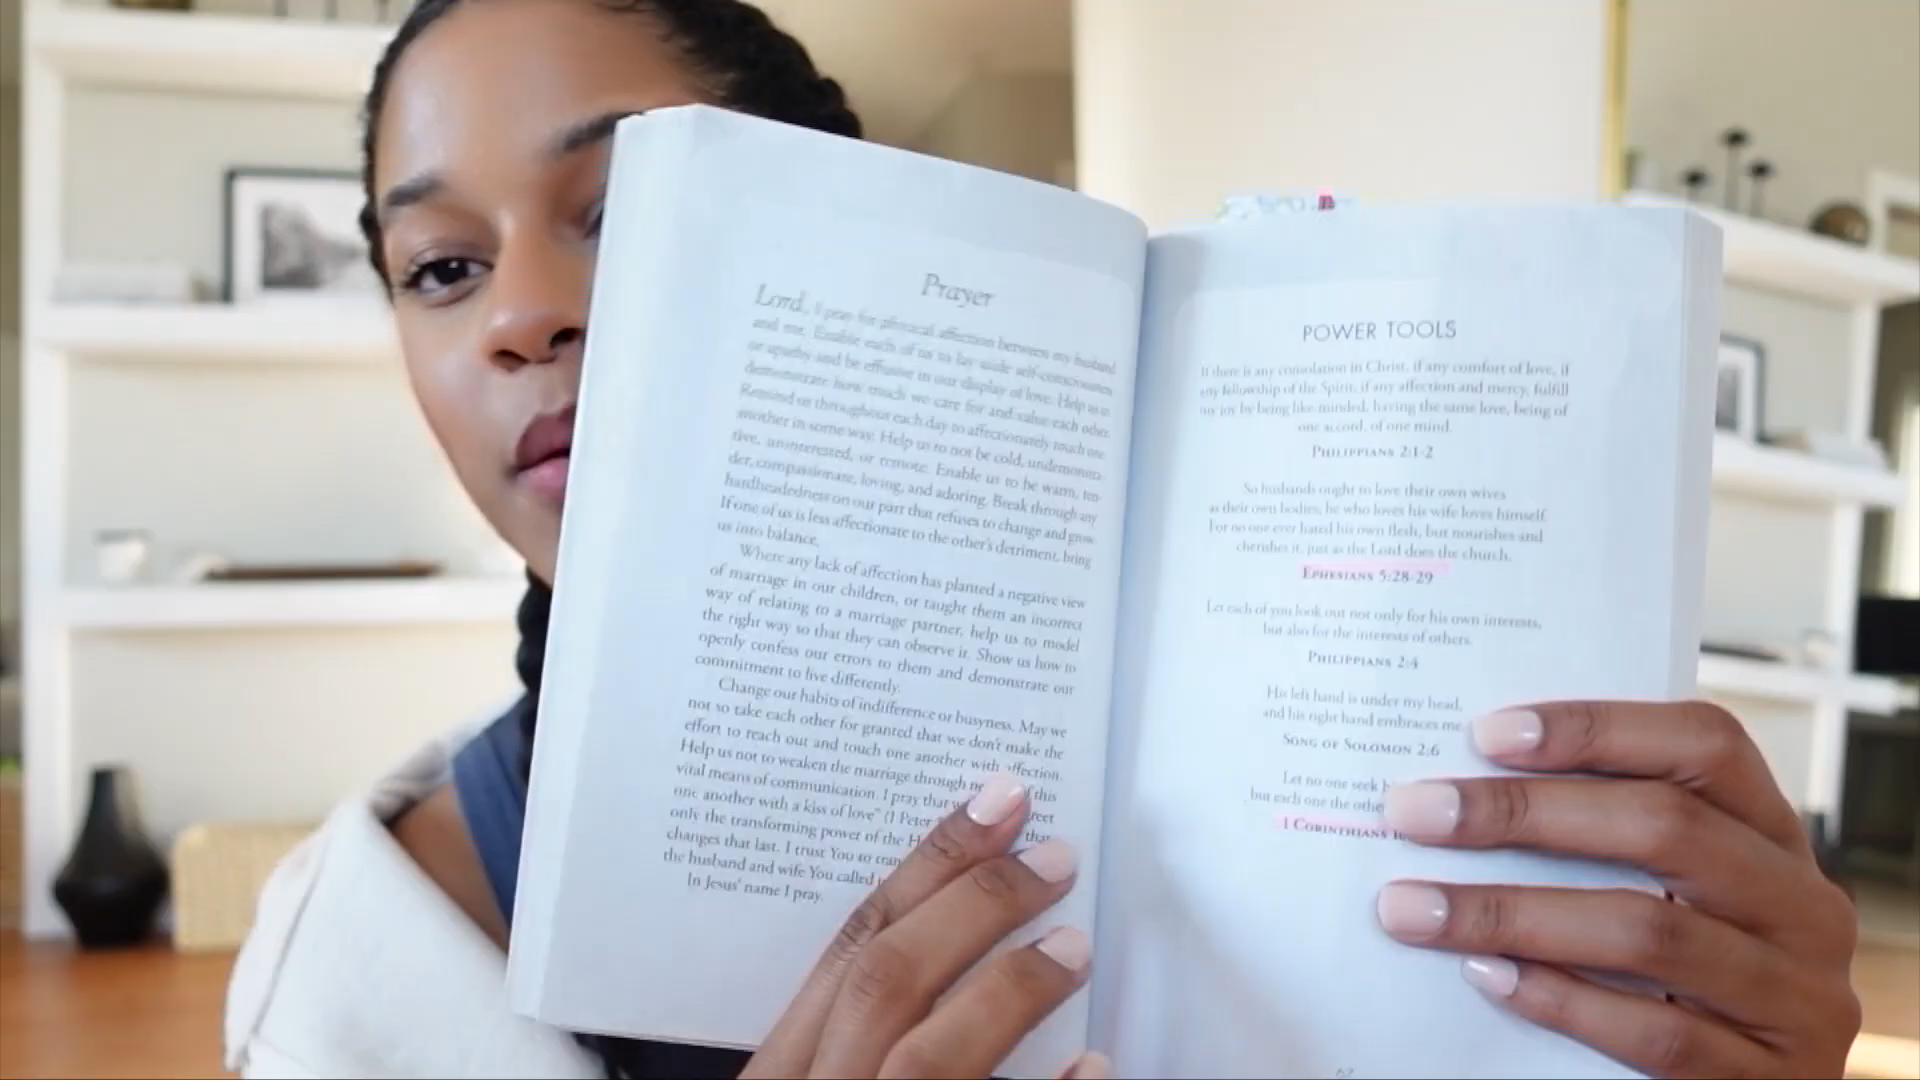 Prayer
Lord, I pray for physical affection between my husband
and me. Enable each of us to lay aside self-consciousness
or apathy and be effusive in our display of love. Help us to
demonstrate how much we care for and value each other.
Remind us throughout each day to affectionately touch one
another in some way. Help us to not be cold, undemonstra-
tive, uninterested, or remote. Enable us to be warm, ten-
der, compassionate, loving, and adoring. Break through any
hardheadedness on our part that refuses to change and grow.
If one of us is less affectionate to the other's detriment, bring
us into balance.
Where any lack of affection has planted a negative view
of marriage in our children, or taught them an incorrect
way of relating to a marriage partner, help us to model
the right way so that they can observe it. Show us how to
openly confess our errors to them and demonstrate our
commitment to live differently.
Change our habits of indifference or busyness. May we
not so take each other for granted that we don't make the
effort to reach out and touch one another with affection.
Help us not to weaken the marriage through of this
vital means of communication. I pray that greet
one another with a kiss of love" (1 Peter that
only the transforming power of the
changes that last. I trust You to
the husband and wife You called
In Jesus' name I pray.
POWER TOOLS
If there is any consolation in Christ, if any comfort of love, if
any fellowship of the Spirit, if any affection and mercy, fulfill
my joy by being like-minded, having the same love, being of
one accord, of one mind.
PHILIPPIANS 2:1-2
So husbands ought to love their own wives
as their own bodies; he who loves his wife loves himself.
For no one ever hated his own flesh, but nourishes and
cherishes it, just as the Lord does the church.
EPHESIANS 5:28-29
Let each of you look out not only for his own interests,
but also for the interests of others.
PHILIPPIANS 2:4
His left hand is under my head,
and his right hand embraces me.
SONG OF SOLOMON 2:6
Let no one seek
but each one the
1 CORINTHIANS
67